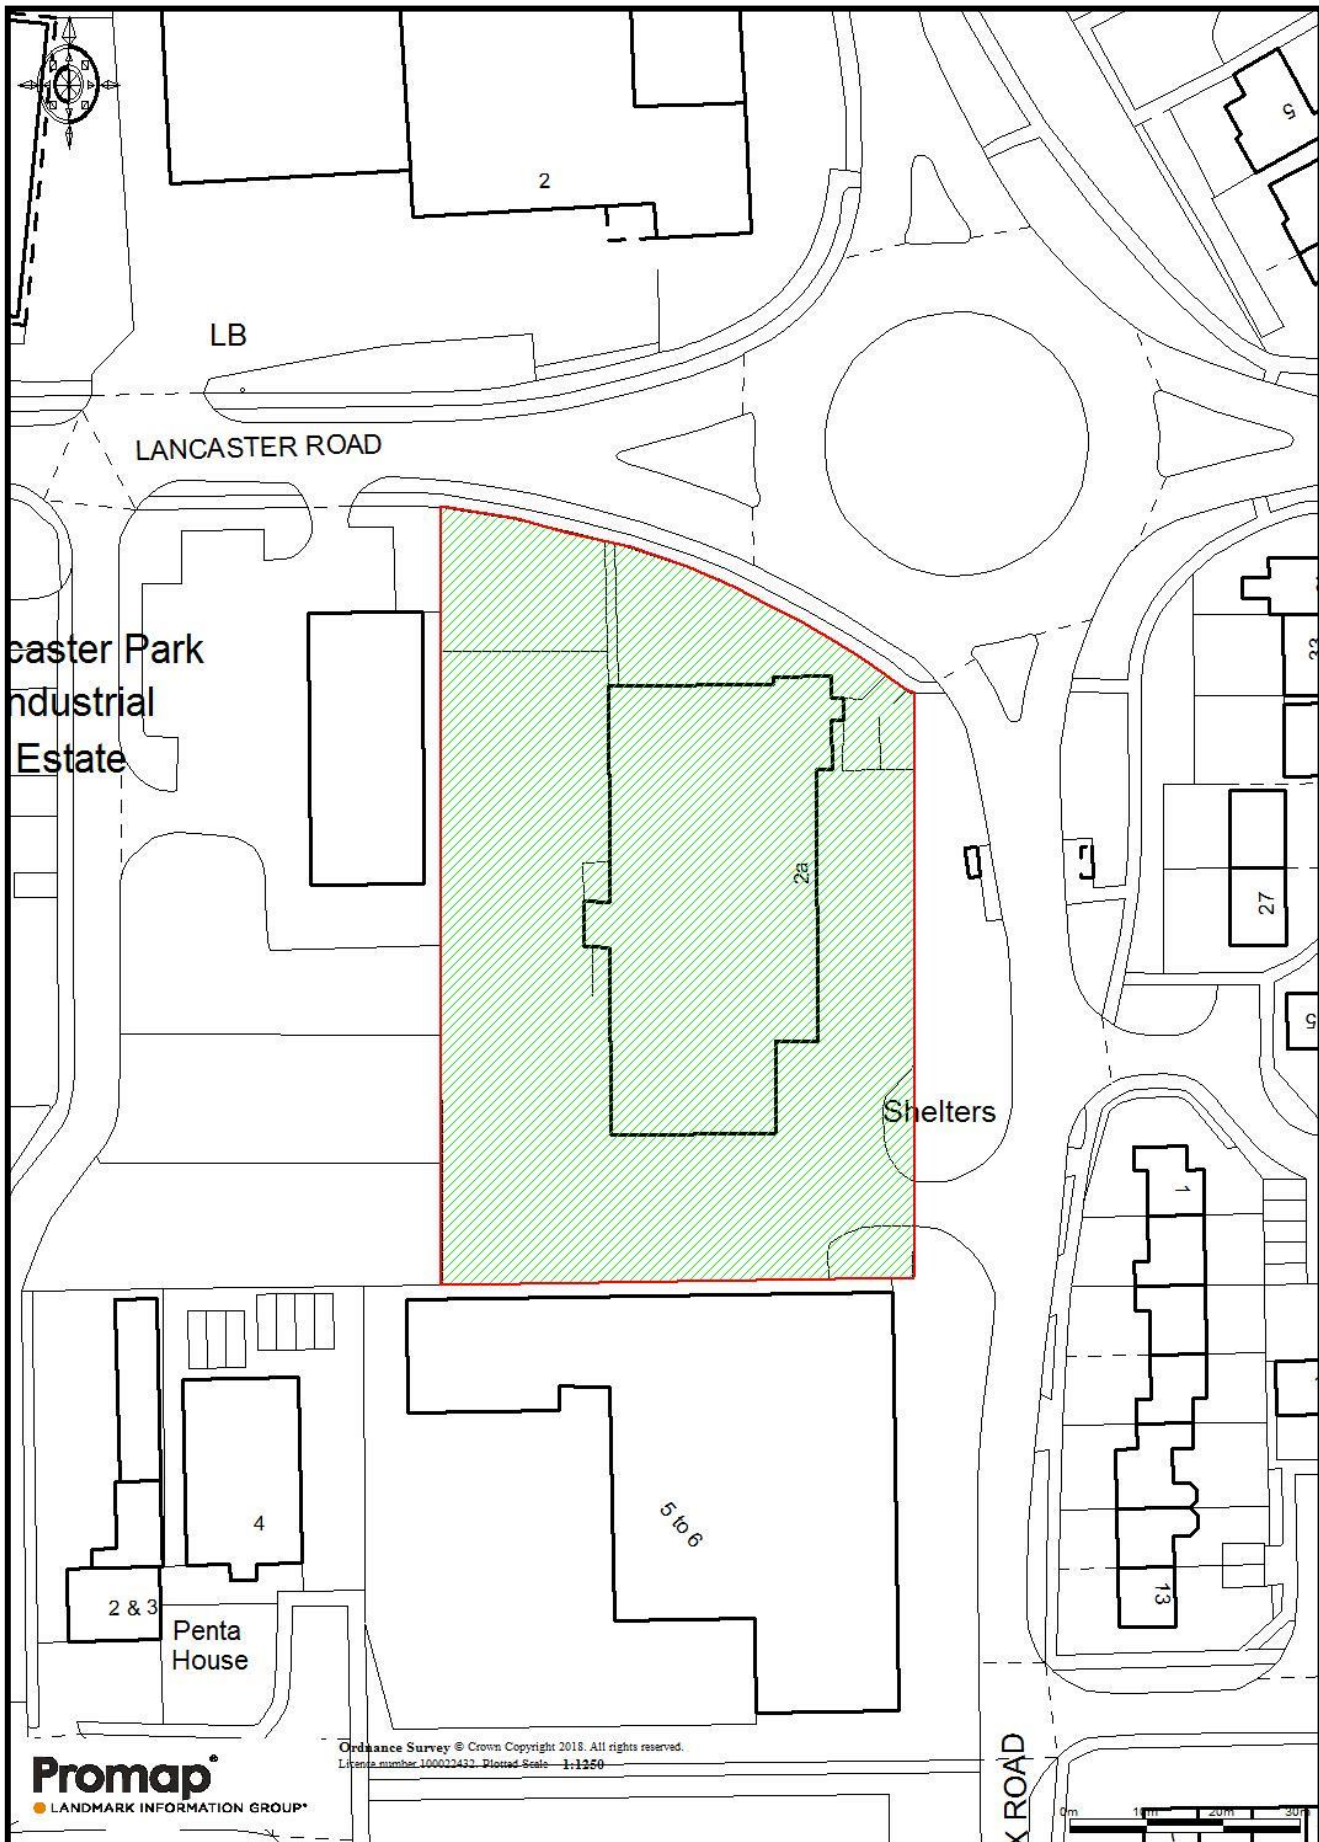 5
2
LB
LANCASTER ROAD
caster Park
ndustrial
Estate
33
2a
27
5
Shelters
1
5 to 6
4
2 & 3
13
Penta
House
Promap®
LANDMARK INFORMATION GROUP®
Ordnance Survey © Crown Copyright 2018. All rights reserved.
Licence number 100022432. Plotted Scale - 1:1250
X ROAD
0m 10m 20m 30m